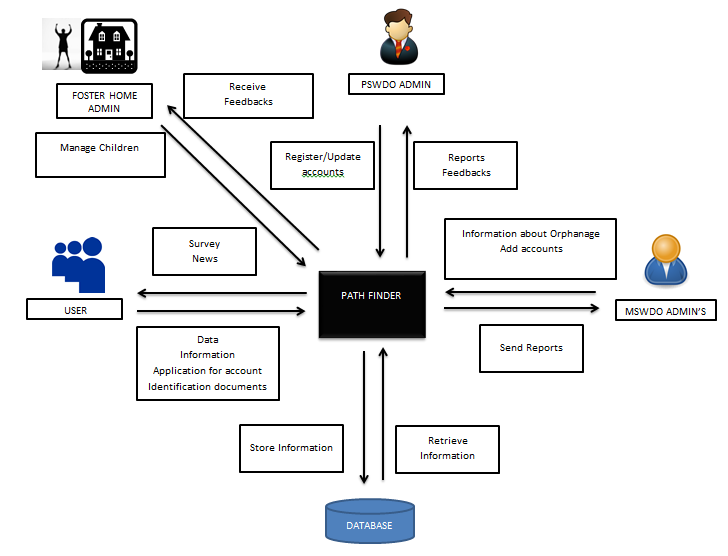 PSWDO ADMIN
FOSTER HOME
ADMIN
Receive
Feedbacks
Manage Children
Register/Update
accounts
Reports
Feedbacks
Survey
News
Information about Orphanage
Add accounts
USER
PATH FINDER
MSWDO ADMIN'S
Data
Information
Application for account
Identification documents
Send Reports
Store Information
Retrieve
Information
DATABASE